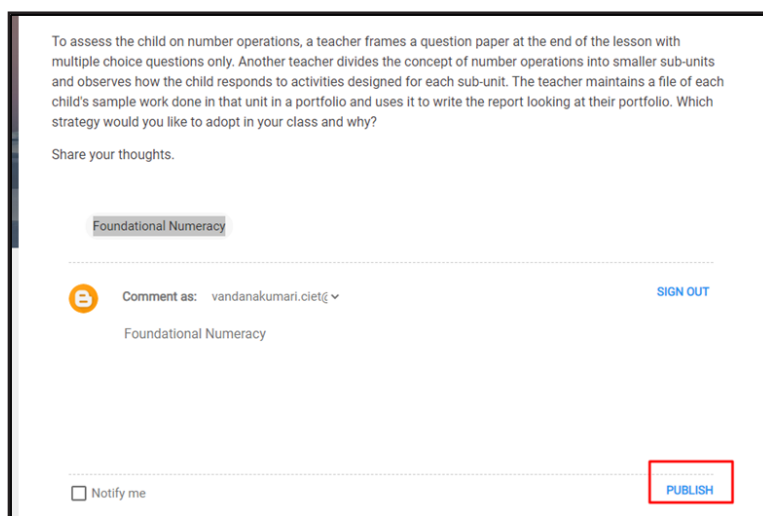 To assess the child on number operations, a teacher frames a question paper at the end of the lesson with
multiple choice questions only. Another teacher divides the concept of number operations into smaller sub-units
and observes how the child responds to activities designed for each sub-unit. The teacher maintains a file of each
child's sample work done in that unit in a portfolio and uses it to write the report looking at their portfolio. Which
strategy would you like to adopt in your class and why?
Share your thoughts.
Foundational Numeracy
Comment as: vandanakumari.ciet@
SIGN OUT
Foundational Numeracy
Notify me
PUBLISH